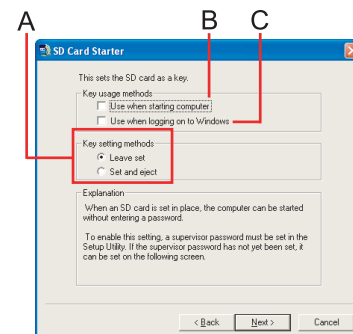 A
B
C
SD Card Starter
This sets the SD card as a key.
Key usage methods
Use when starting computer
Use when logging on to Windows
Key setting methods
Leave set
Set and eject
Explanation
When an SD card is set in place, the computer can be started
without entering a password.
To enable this setting, a supervisor password must be set in the
Setup Utility. If the supervisor password has not yet been set, it
can be set on the following screen.
< Back
Next >
Cancel